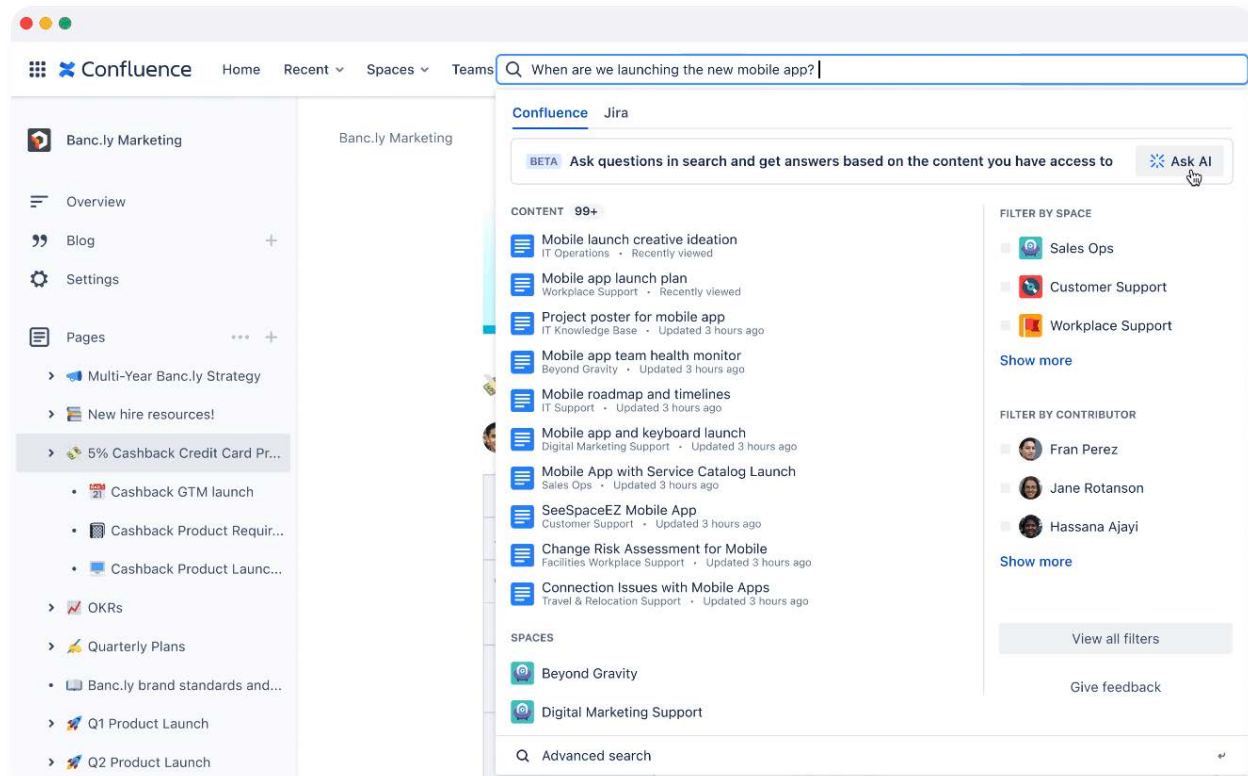 Confluence
Home
Recent
Spaces
Teams
When are we launching the new mobile app?
Banc.ly Marketing
Overview
Blog
Settings
Pages
Multi-Year Banc.ly Strategy
New hire resources!
5% Cashback Credit Card Pr...
Cashback GTM launch
Cashback Product Requir...
Cashback Product Launc...
OKRs
Quarterly Plans
Banc.ly brand standards and...
Q1 Product Launch
Q2 Product Launch
Banc.ly Marketing
Confluence
Jira
BETA Ask questions in search and get answers based on the content you have access to
Ask AI
CONTENT 99+
Mobile launch creative ideation
IT Operations • Recently viewed
Mobile app launch plan
Workplace Support • Recently viewed
Project poster for mobile app
IT Knowledge Base • Updated 3 hours ago
Mobile app team health monitor
Beyond Gravity • Updated 3 hours ago
Mobile roadmap and timelines
IT Support • Updated 3 hours ago
Mobile app and keyboard launch
Digital Marketing Support • Updated 3 hours ago
Mobile App with Service Catalog Launch
Sales Ops • Updated 3 hours ago
SeeSpaceEZ Mobile App
Customer Support • Updated 3 hours ago
Change Risk Assessment for Mobile
Facilities Workplace Support • Updated 3 hours ago
Connection Issues with Mobile Apps
Travel & Relocation Support • Updated 3 hours ago
SPACES
Beyond Gravity
Digital Marketing Support
Advanced search
FILTER BY SPACE
Sales Ops
Customer Support
Workplace Support
Show more
FILTER BY CONTRIBUTOR
Fran Perez
Jane Rotanson
Hassana Ajayi
Show more
View all filters
Give feedback